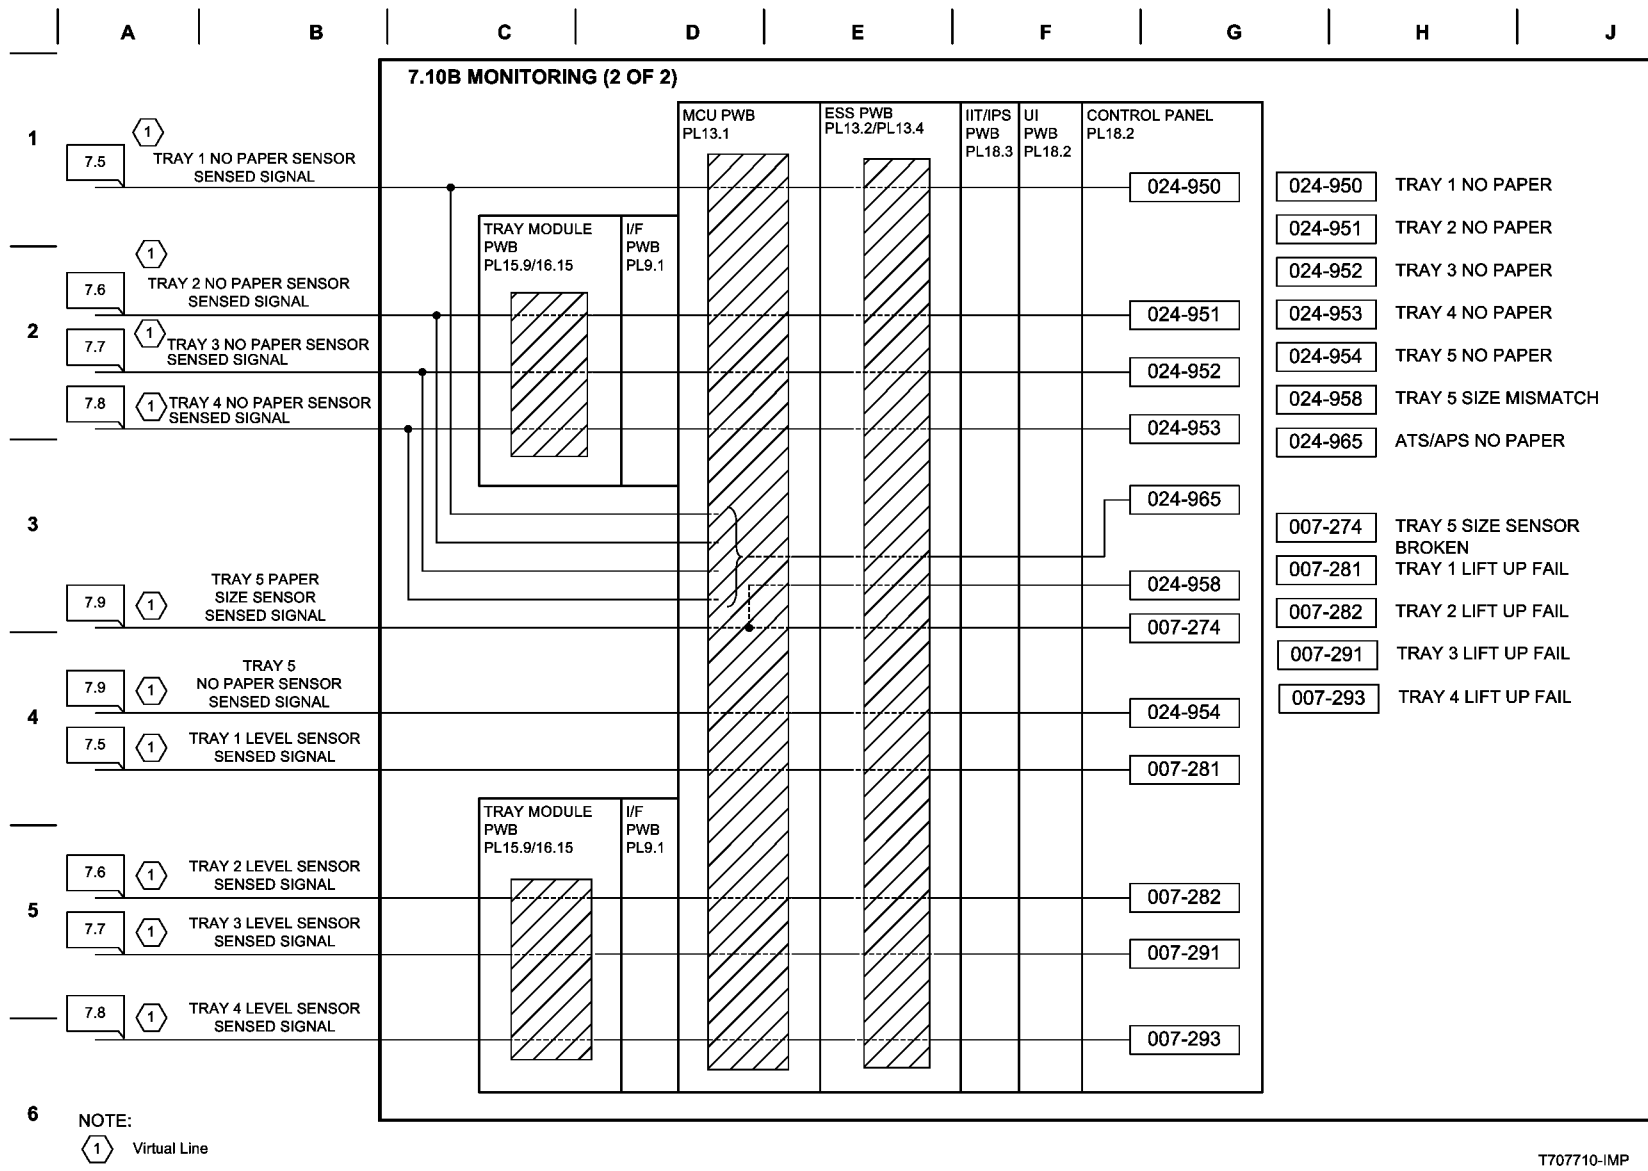 A B C D E F G H J
7.10B MONITORING (2 OF 2)
1
1
7.5
TRAY 1 NO PAPER SENSOR
SENSED SIGNAL
MCU PWB
PL13.1
ESS PWB
PL13.2/PL13.4
IIT/IPS
PWB
PL18.3
UI
PWB
PL18.2
CONTROL PANEL
PL18.2
024-950
024-950 TRAY 1 NO PAPER
024-951 TRAY 2 NO PAPER
024-952 TRAY 3 NO PAPER
024-953 TRAY 4 NO PAPER
024-954 TRAY 5 NO PAPER
024-958 TRAY 5 SIZE MISMATCH
024-965 ATS/APS NO PAPER
007-274 TRAY 5 SIZE SENSOR
BROKEN
007-281 TRAY 1 LIFT UP FAIL
007-282 TRAY 2 LIFT UP FAIL
007-291 TRAY 3 LIFT UP FAIL
007-293 TRAY 4 LIFT UP FAIL
TRAY MODULE
PWB
PL15.9/16.15
I/F
PWB
PL9.1
2
1
7.6
TRAY 2 NO PAPER SENSOR
SENSED SIGNAL
024-951
7.7
1
TRAY 3 NO PAPER SENSOR
SENSED SIGNAL
024-952
7.8
1
TRAY 4 NO PAPER SENSOR
SENSED SIGNAL
024-953
3
024-965
7.9
1
TRAY 5 PAPER
SIZE SENSOR
SENSED SIGNAL
024-958
007-274
4
7.9
1
TRAY 5
NO PAPER SENSOR
SENSED SIGNAL
024-954
7.5
1
TRAY 1 LEVEL SENSOR
SENSED SIGNAL
007-281
TRAY MODULE
PWB
PL15.9/16.15
I/F
PWB
PL9.1
5
7.6
1
TRAY 2 LEVEL SENSOR
SENSED SIGNAL
007-282
7.7
1
TRAY 3 LEVEL SENSOR
SENSED SIGNAL
007-291
7.8
1
TRAY 4 LEVEL SENSOR
SENSED SIGNAL
007-293
6
NOTE:
1 Virtual Line
T707710-IMP